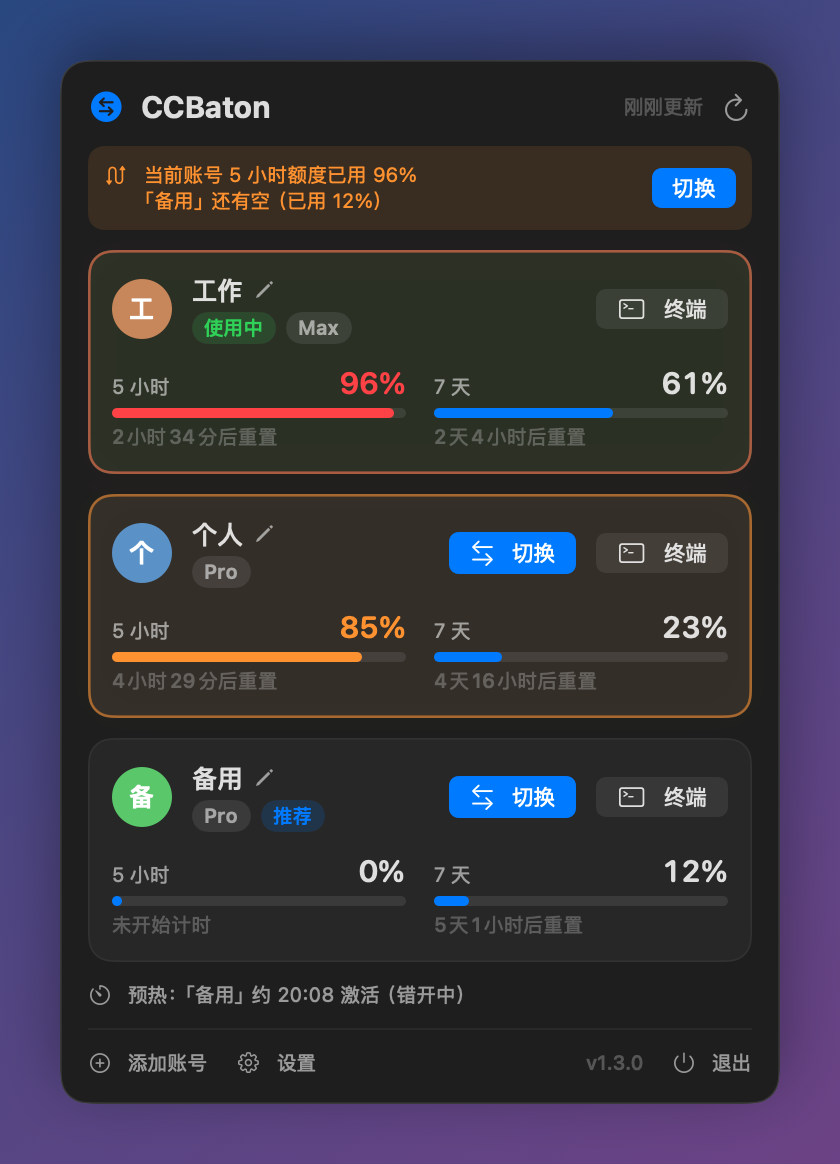 CCBaton
刚刚更新
当前账号 5 小时额度已用 96%
「备用」还有空（已用 12%）
切换
工
工作
使用中
Max
终端
5 小时
96%
7 天
61%
2小时34分后重置
2天4小时后重置
个
个人
Pro
切换
终端
5 小时
85%
7 天
23%
4小时29分后重置
4天16小时后重置
备
备用
Pro
推荐
切换
终端
5 小时
0%
7 天
12%
未开始计时
5天1小时后重置
预热：「备用」约 20:08 激活（错开中）
添加账号
设置
v1.3.0
退出